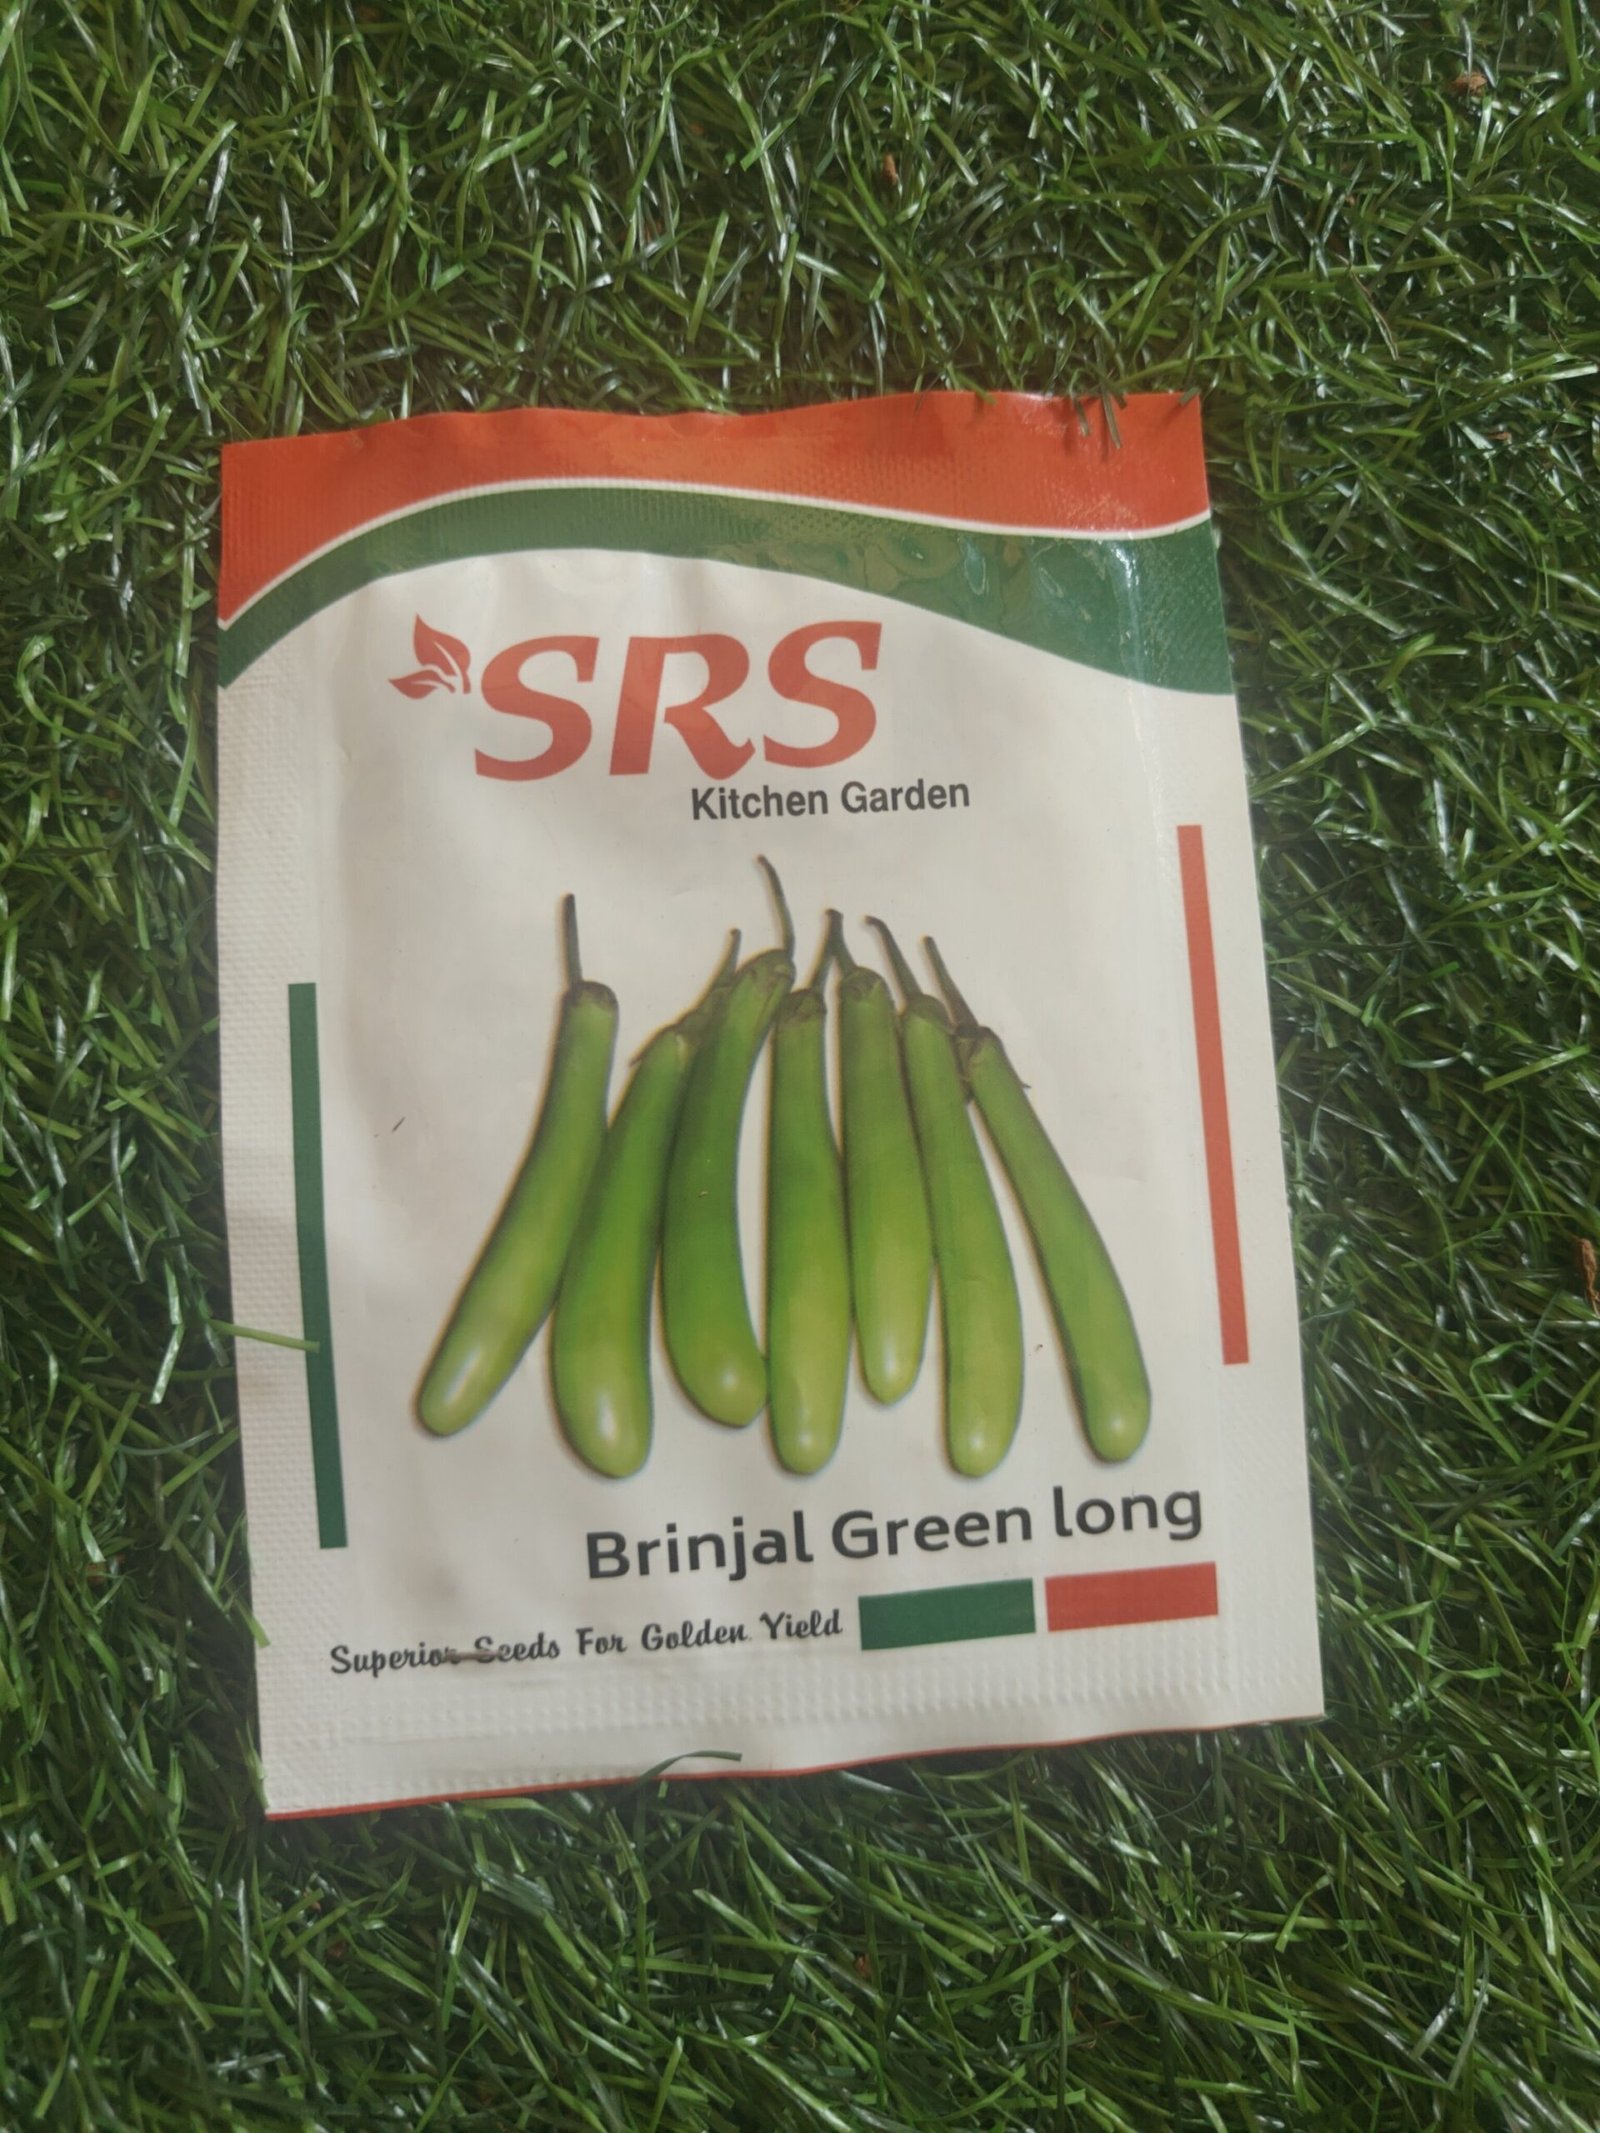 SRS
Kitchen Garden
Brinjal Green long
Superior Seeds For Golden Yield